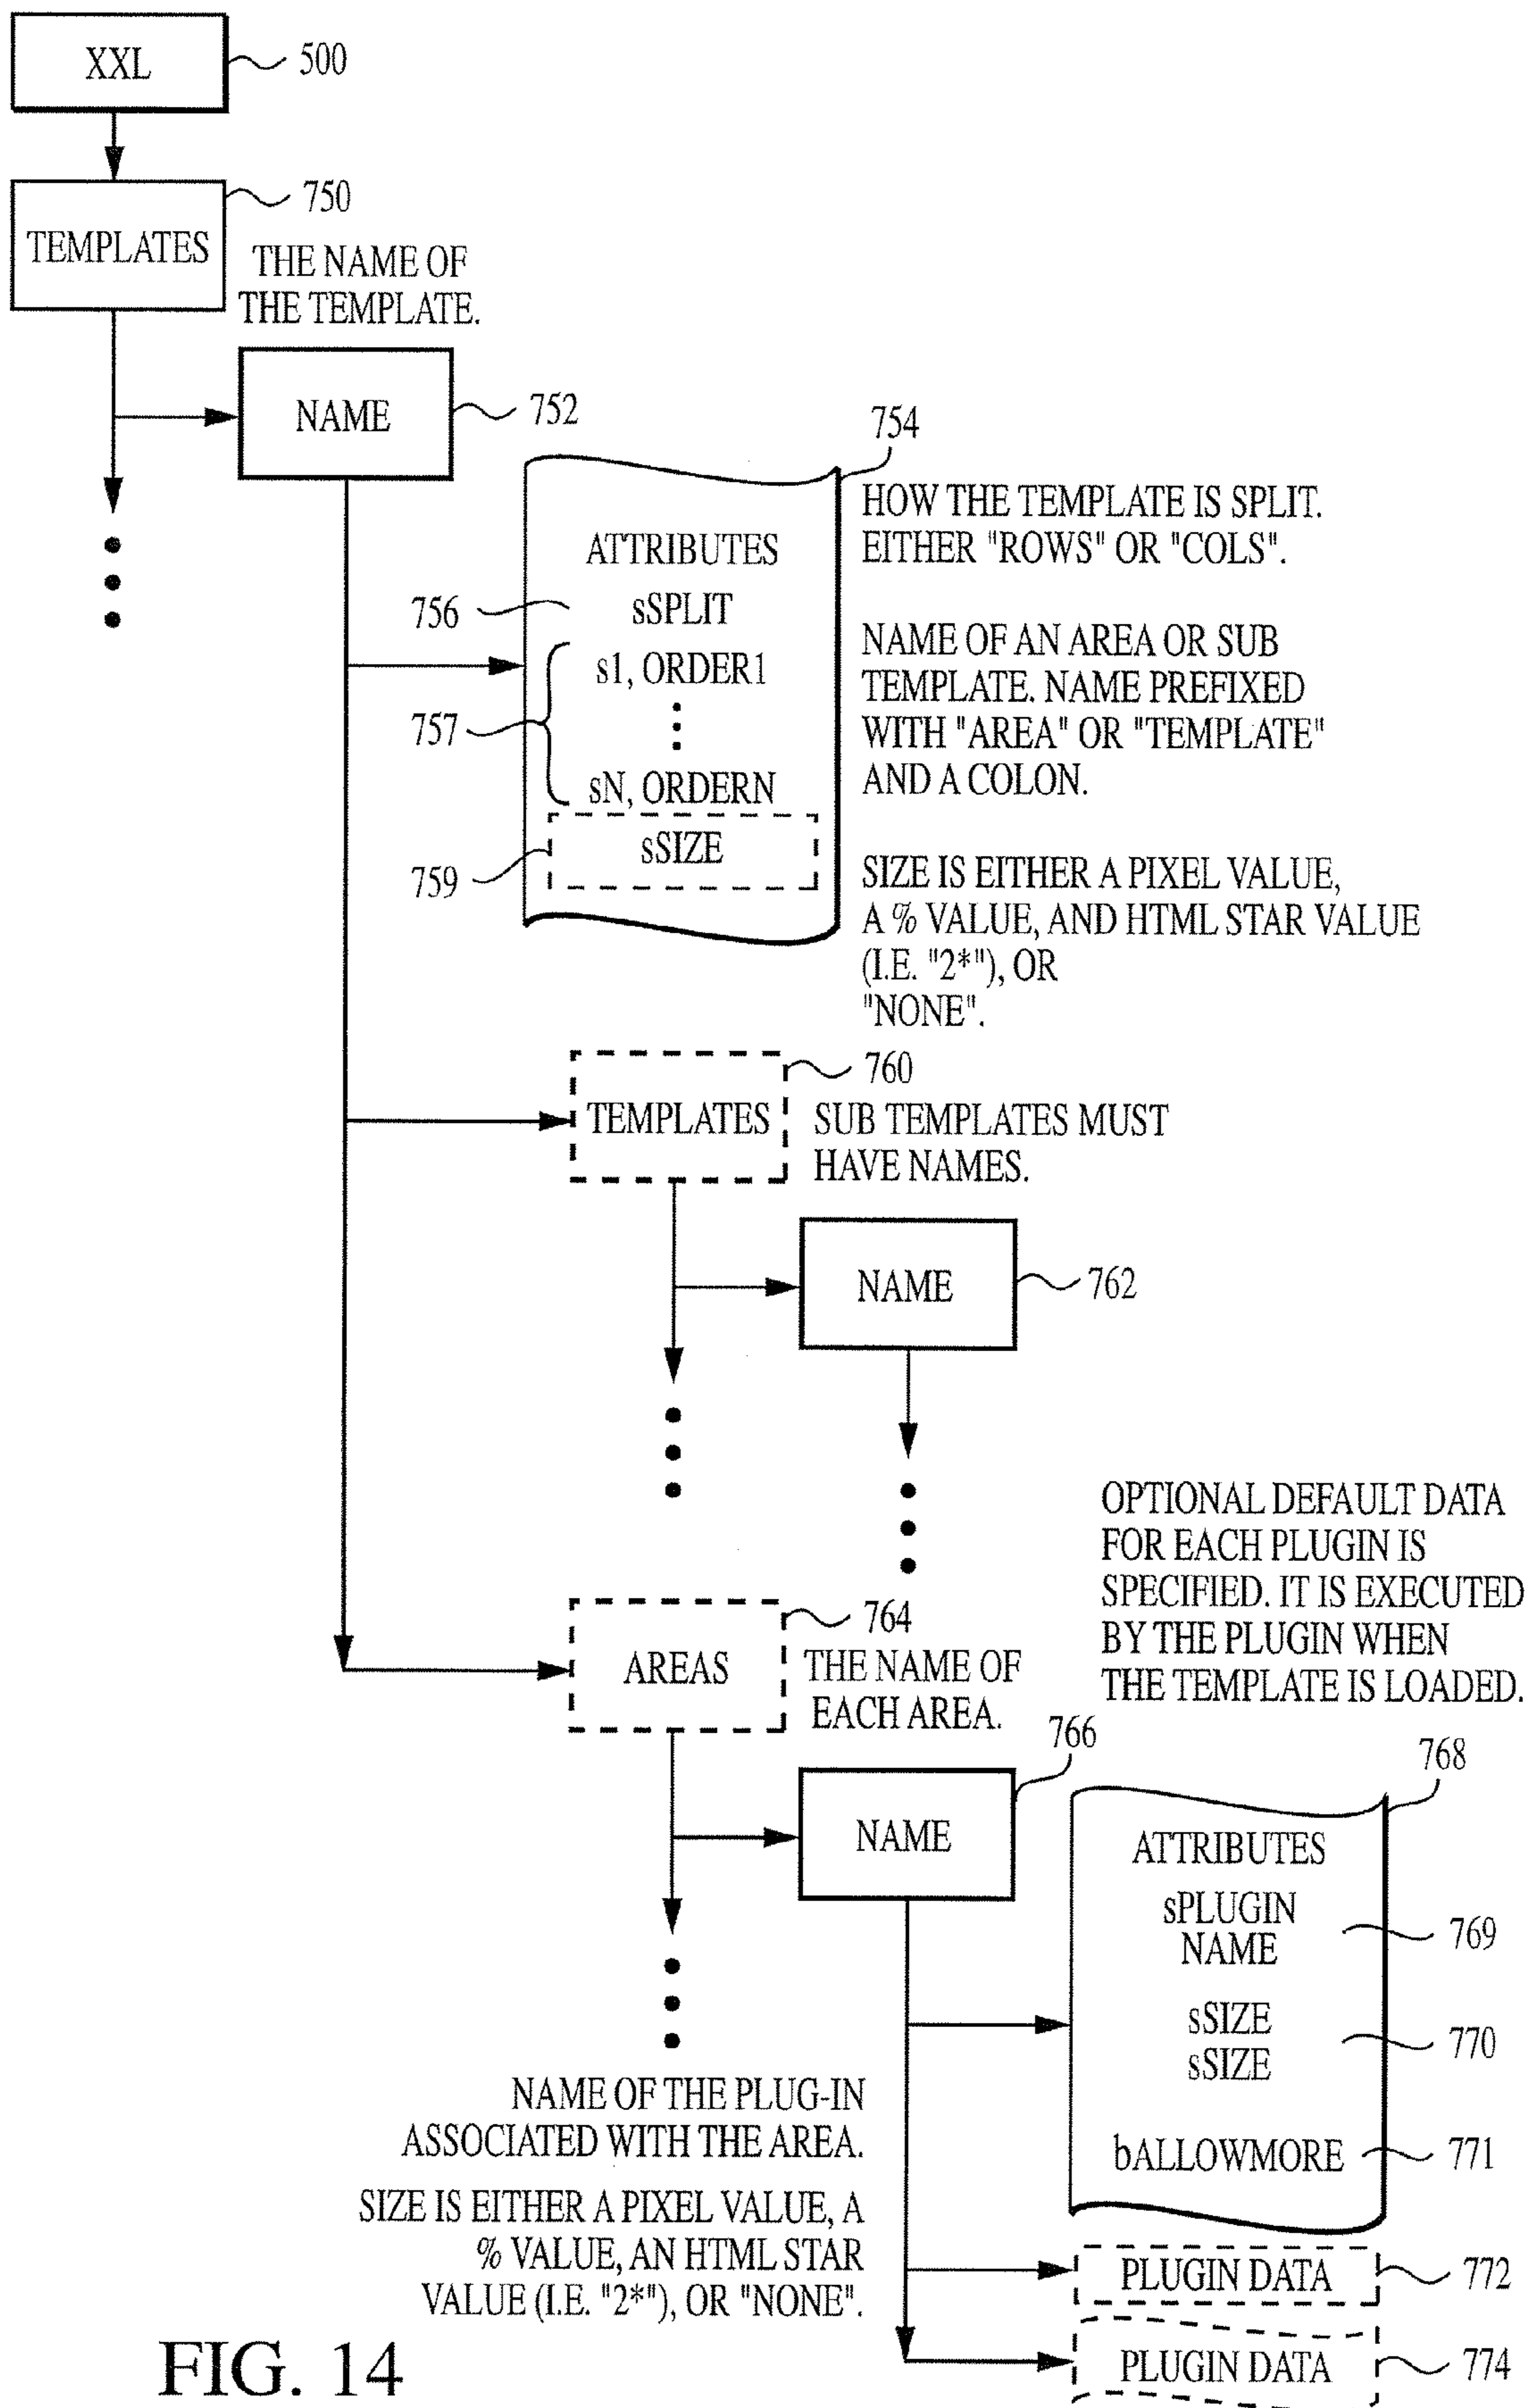 XXL
500
750
TEMPLATES
THE NAME OF
THE TEMPLATE.
NAME
752
754
ATTRIBUTES
756
sSPLIT
757
s1, ORDER1
sN, ORDERN
759
sSIZE
HOW THE TEMPLATE IS SPLIT.
EITHER "ROWS" OR "COLS".
NAME OF AN AREA OR SUB
TEMPLATE. NAME PREFIXED
WITH "AREA" OR "TEMPLATE"
AND A COLON.
SIZE IS EITHER A PIXEL VALUE,
A % VALUE, AND HTML STAR VALUE
(I.E. "2*"), OR
"NONE".
760
TEMPLATES
SUB TEMPLATES MUST
HAVE NAMES.
NAME
762
OPTIONAL DEFAULT DATA
FOR EACH PLUGIN IS
SPECIFIED. IT IS EXECUTED
BY THE PLUGIN WHEN
THE TEMPLATE IS LOADED.
764
AREAS
THE NAME OF
EACH AREA.
766
NAME
768
ATTRIBUTES
sPLUGIN
NAME
769
sSIZE
sSIZE
770
bALLOWMORE
771
NAME OF THE PLUG-IN
ASSOCIATED WITH THE AREA.
SIZE IS EITHER A PIXEL VALUE, A
% VALUE, AN HTML STAR
VALUE (I.E. "2*"), OR "NONE".
PLUGIN DATA
772
PLUGIN DATA
774
FIG. 14